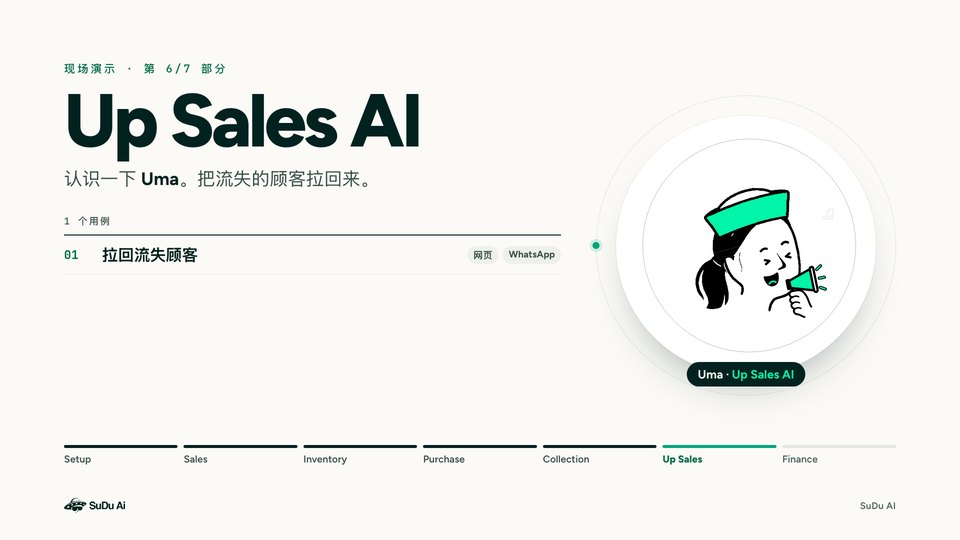 现场演示 · 第 6/7 部分
Up Sales AI
认识一下 Uma。把流失的顾客拉回来。
1 个用例
01 拉回流失顾客 网页 WhatsApp
Uma · Up Sales AI
Setup Sales Inventory Purchase Collection Up Sales Finance
SuDu Ai
SuDu AI